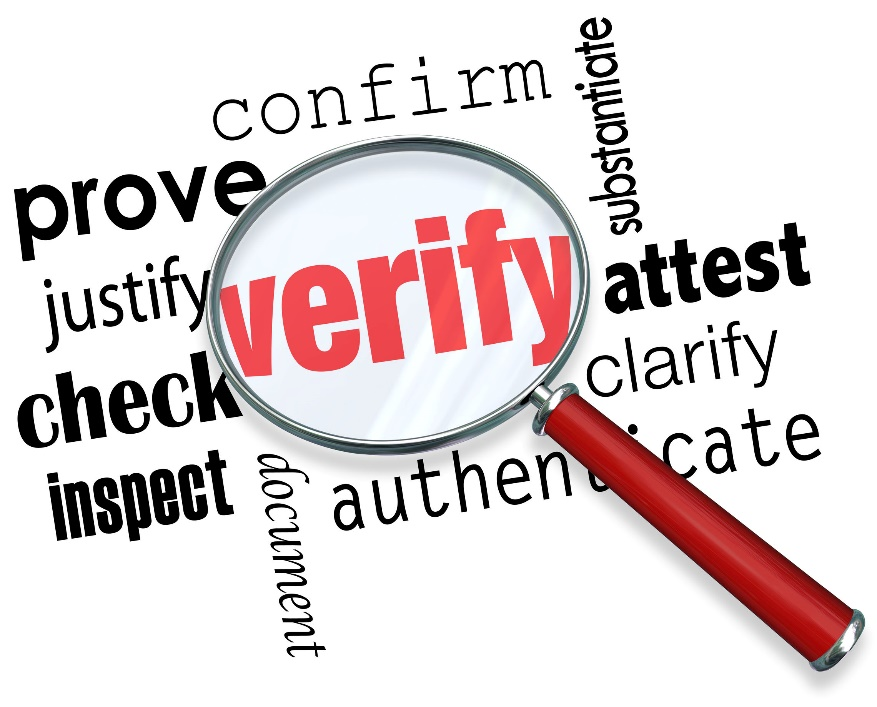 confirm
substantiate
prove
verify
attest
justify
clarify
check
authenticate
inspect
document